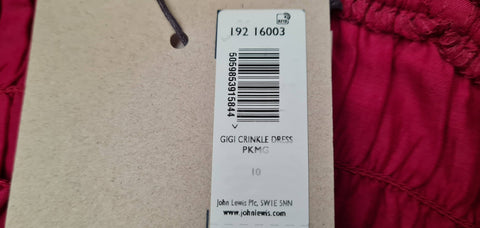 192 16003
5059853915844
GIGI CRINKLE DRESS
PKMG
10
John Lewis Plc, SW1E 5NN
www.johnlewis.com